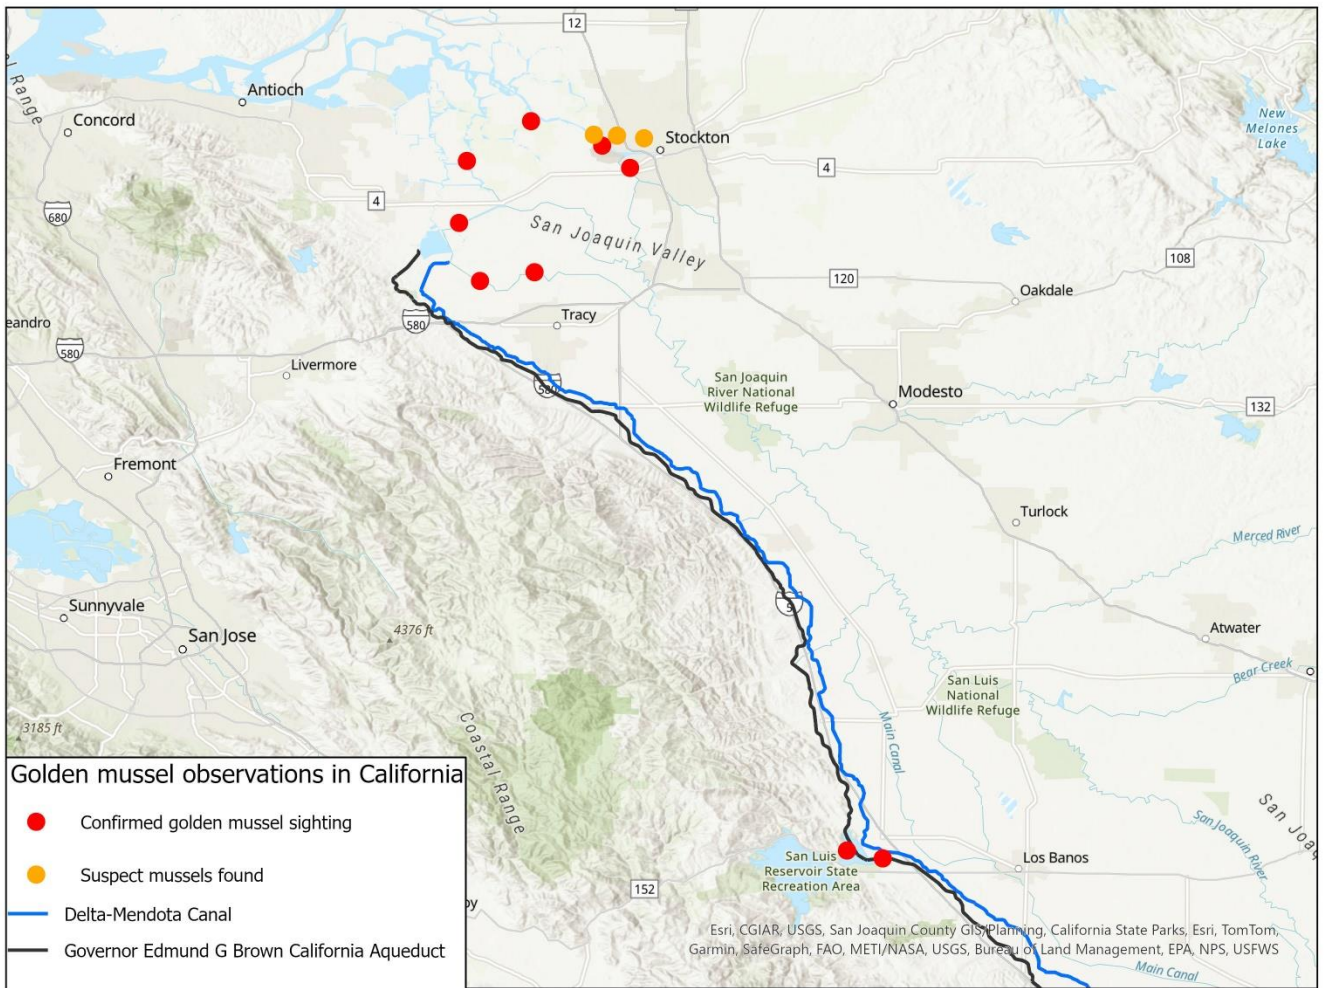 12
Antioch
Concord
al Range
New
Melones
Lake
Stockton
4
4
680
San Joaquin Valley
108
120
Oakdale
eandro
580
Tracy
580
Livermore
580
San Joaquin
River National
Wildlife Refuge
Modesto
132
Fremont
Turlock
Merced River
5
Sunnyvale
San Jose
4376 ft
Atwater
Bear Creek
San Luis
National
Wildlife Refuge
3185 ft
Coastal Range
Main Canal
Golden mussel observations in California
Confirmed golden mussel sighting
Suspect mussels found
Delta-Mendota Canal
Governor Edmund G Brown California Aqueduct
San Joaq
San Joaquin River
San Luis
Reservoir State
Recreation Area
Los Banos
152
oy
Esri, CGIAR, USGS, San Joaquin County GIS/Planning, California State Parks, Esri, TomTom,
Garmin, SafeGraph, FAO, METI/NASA, USGS, Bureau of Land Management, EPA, NPS, USFWS
Main Canal